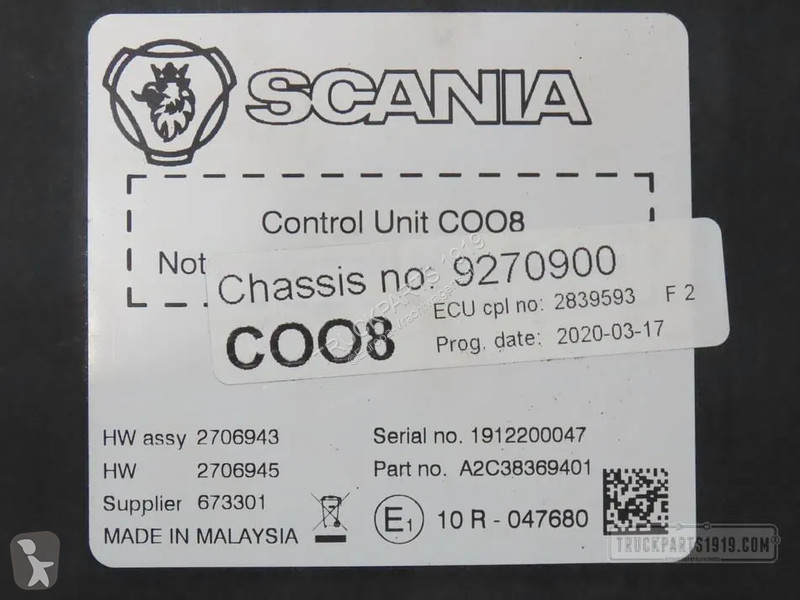 SCANIA
Control Unit COO8
Not
Chassis no: 9270900
ECU cpl no: 2839593 F 2
COO8
Prog. date: 2020-03-17
TRUCKPARTS 1919
HW assy 2706943
Serial no. 1912200047
HW 2706945
Part no. A2C38369401
Supplier 673301
E1 10 R - 047680
MADE IN MALAYSIA
TRUCKPARTS1919.COM